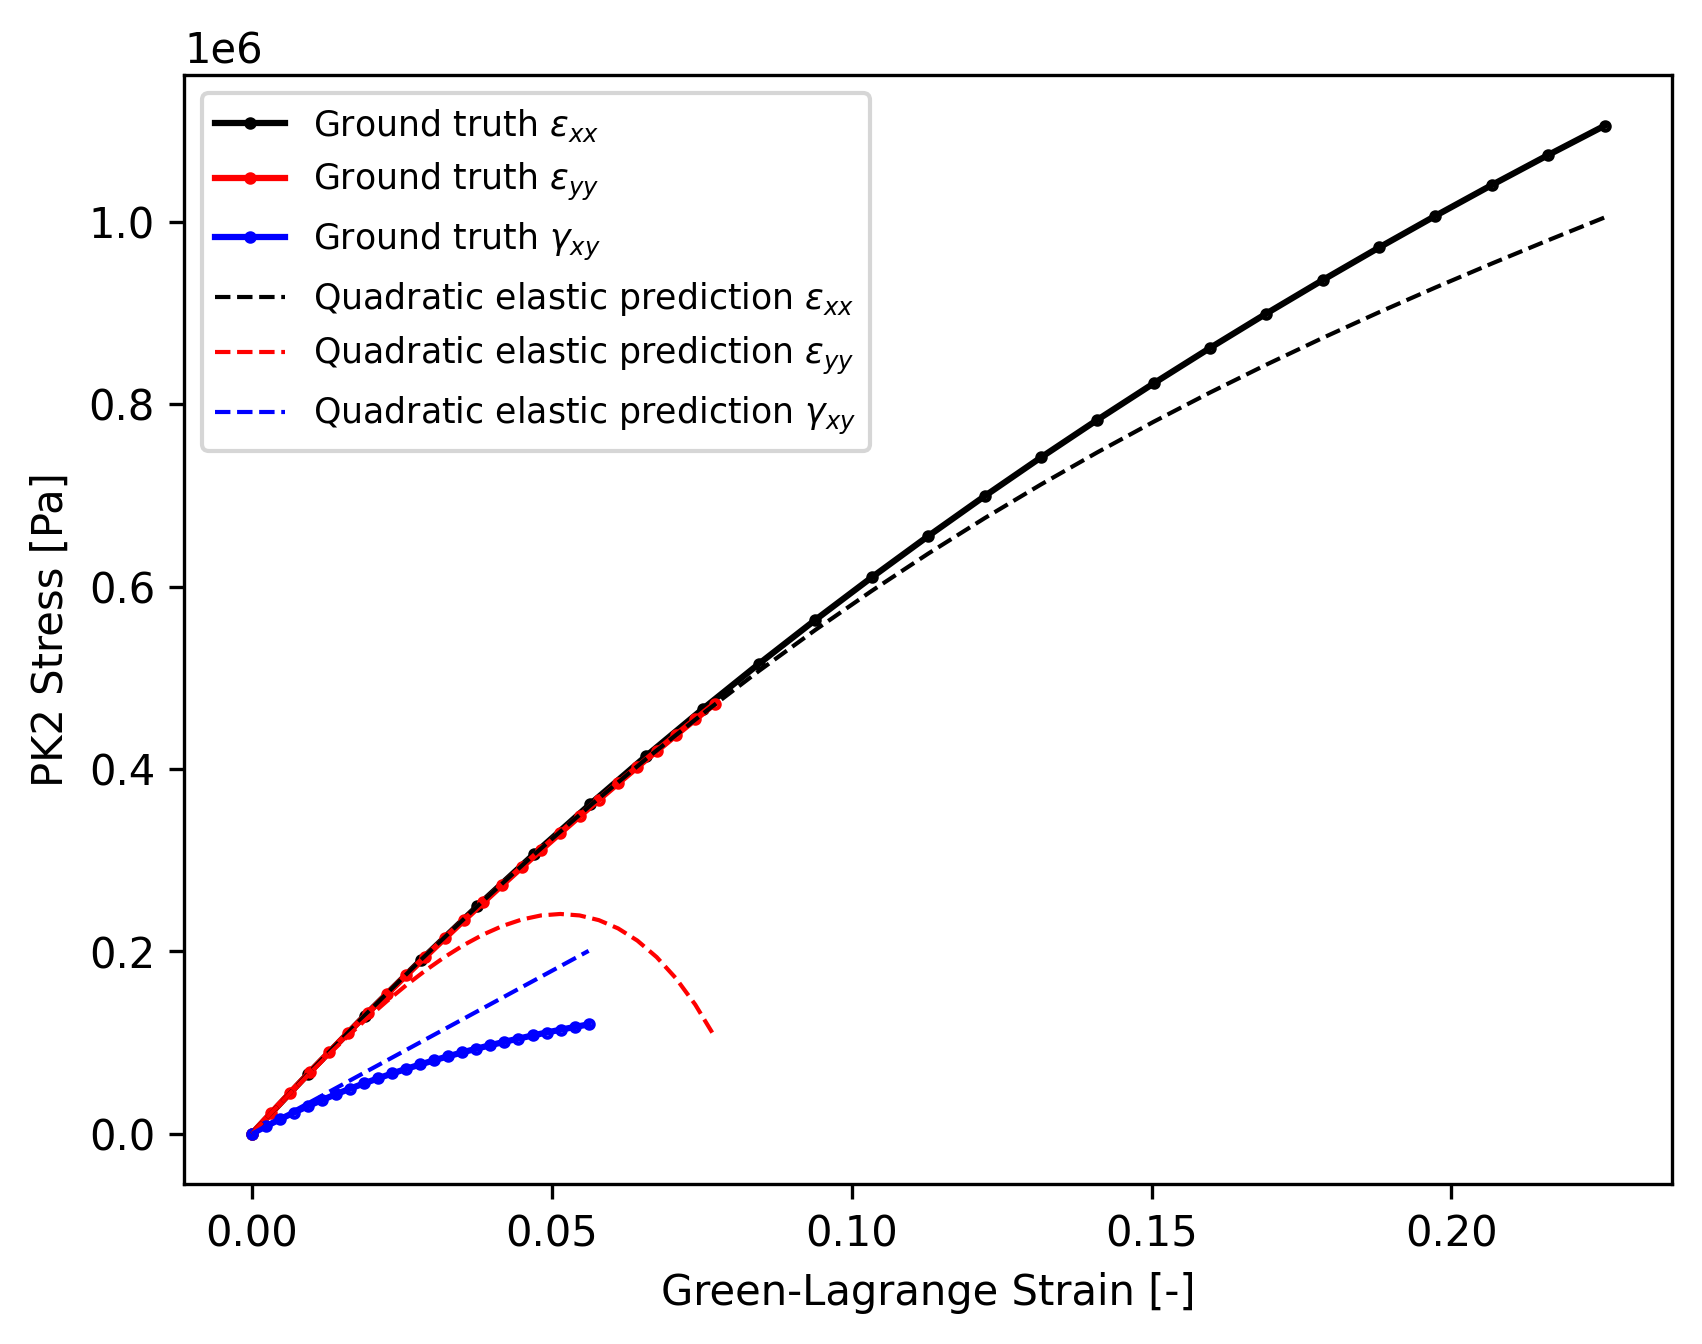 1e6
Ground truth εxx
Ground truth εyy
Ground truth γxy
Quadratic elastic prediction εxx
Quadratic elastic prediction εyy
Quadratic elastic prediction γxy
1.0
0.8
0.6
0.4
0.2
0.0
PK2 Stress [Pa]
0.00 0.05 0.10 0.15 0.20
Green-Lagrange Strain [-]